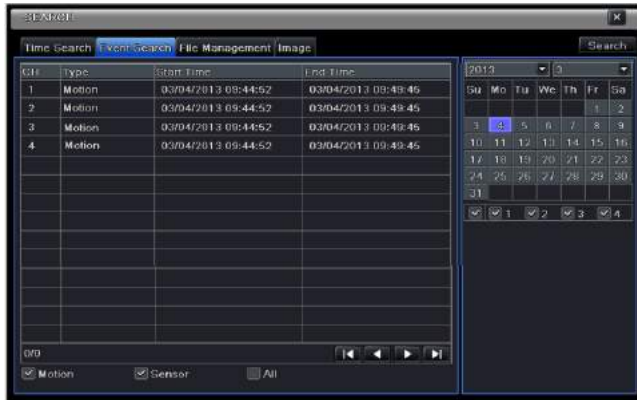 SEARCH
Time Search Event Search File Management Image Search
CH Type Start Time End Time
1 Motion 03/04/2013 09:44:52 03/04/2013 09:49:45
2 Motion 03/04/2013 09:44:52 03/04/2013 09:49:45
3 Motion 03/04/2013 09:44:52 03/04/2013 09:49:45
4 Motion 03/04/2013 09:44:52 03/04/2013 09:49:45
0/0
Motion Sensor All
2013 3
Su Mo Tu We Th Fr Sa
1 2
3 4 5 6 7 8 9
10 11 12 13 14 15 16
17 18 19 20 21 22 23
24 25 26 27 28 29 30
31
1 2 3 4